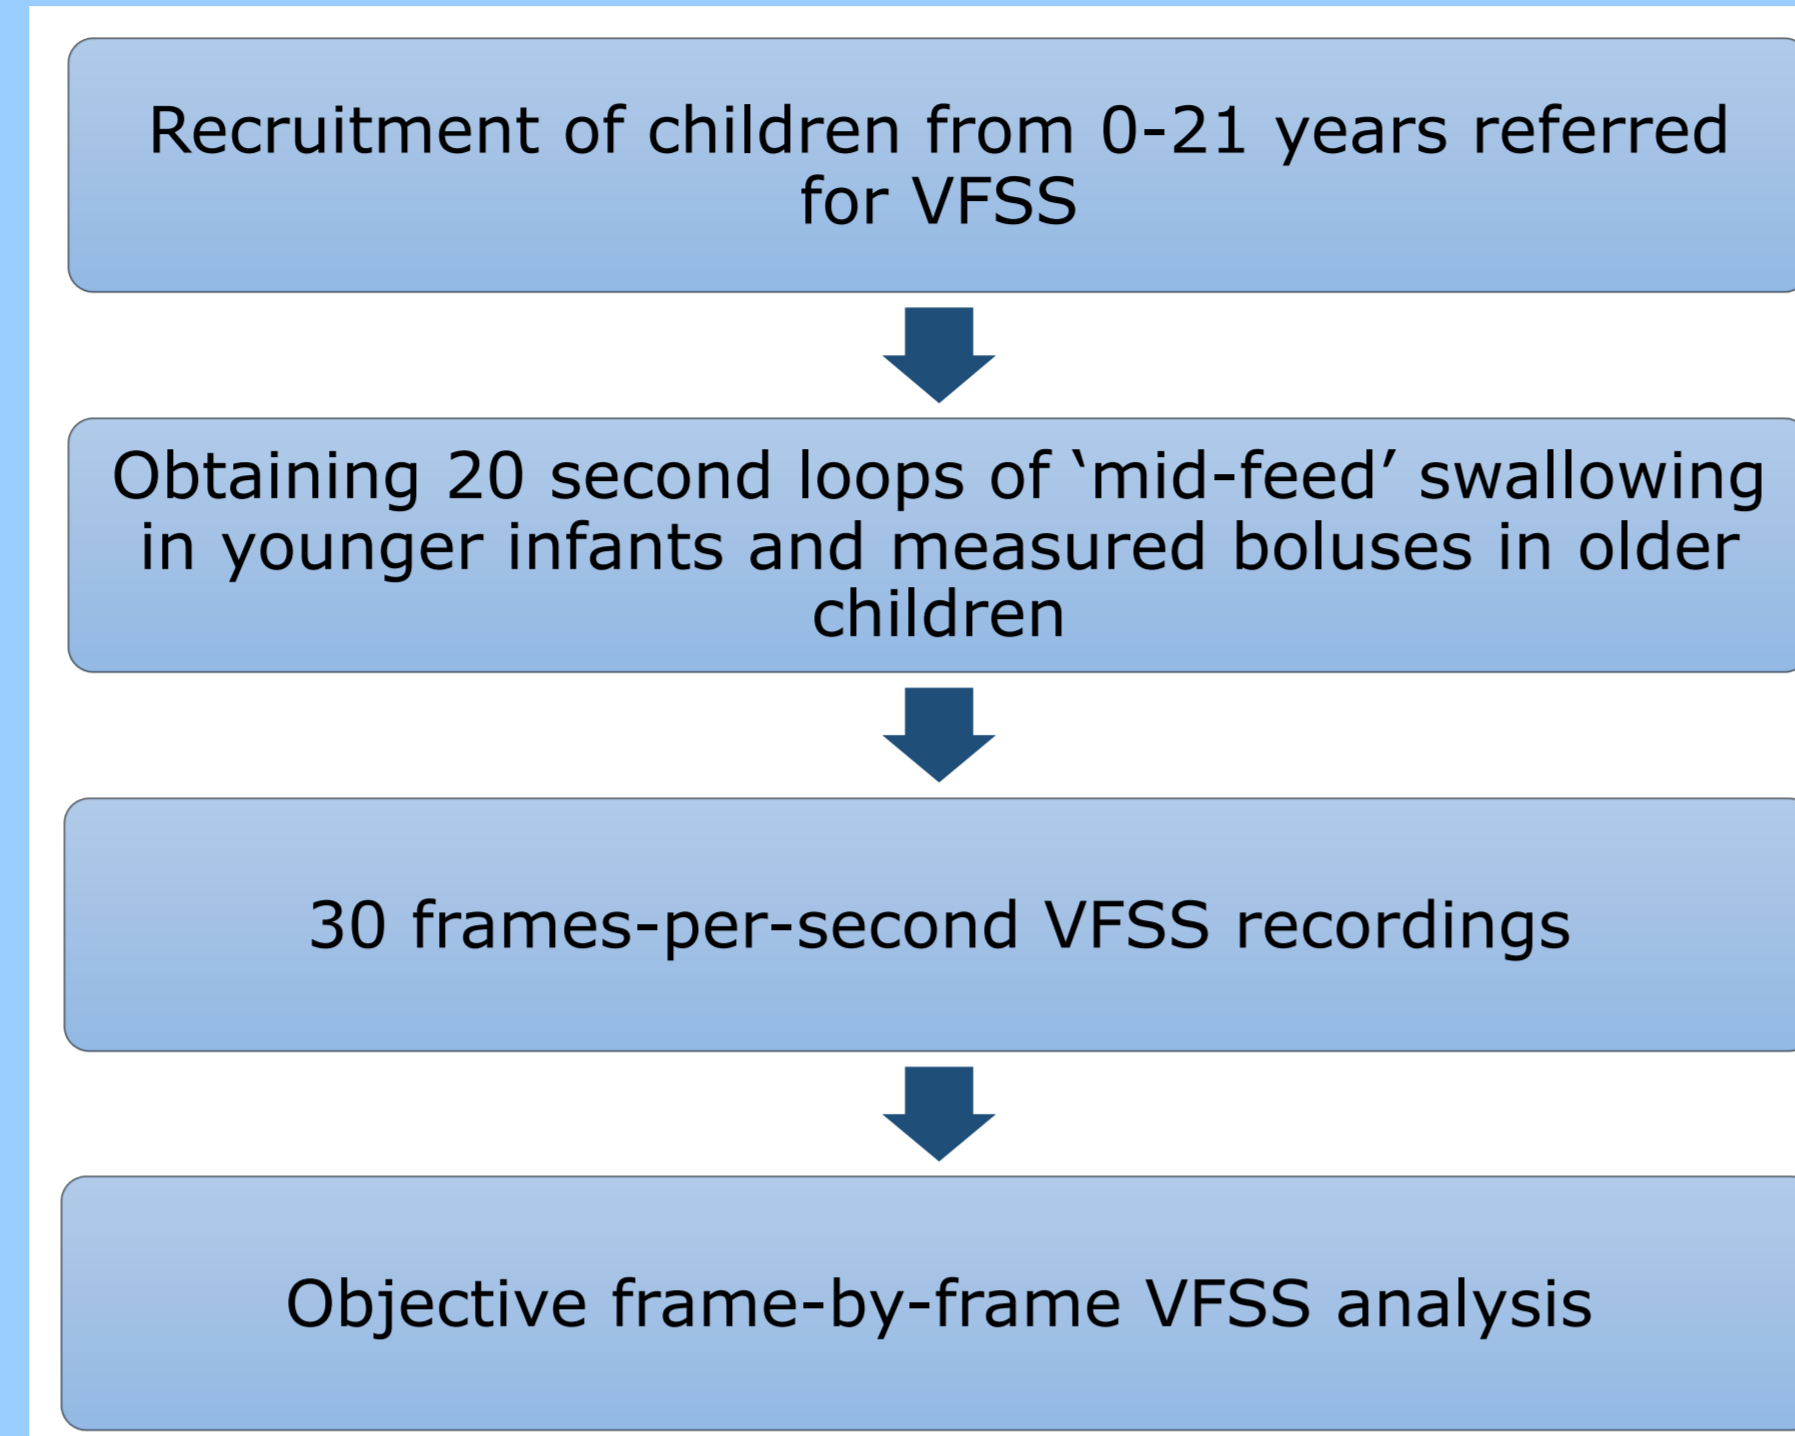 Recruitment of children from 0-21 years referred
for VFSS
Obtaining 20 second loops of ‘mid-feed’ swallowing
in younger infants and measured boluses in older
children
30 frames-per-second VFSS recordings
Objective frame-by-frame VFSS analysis